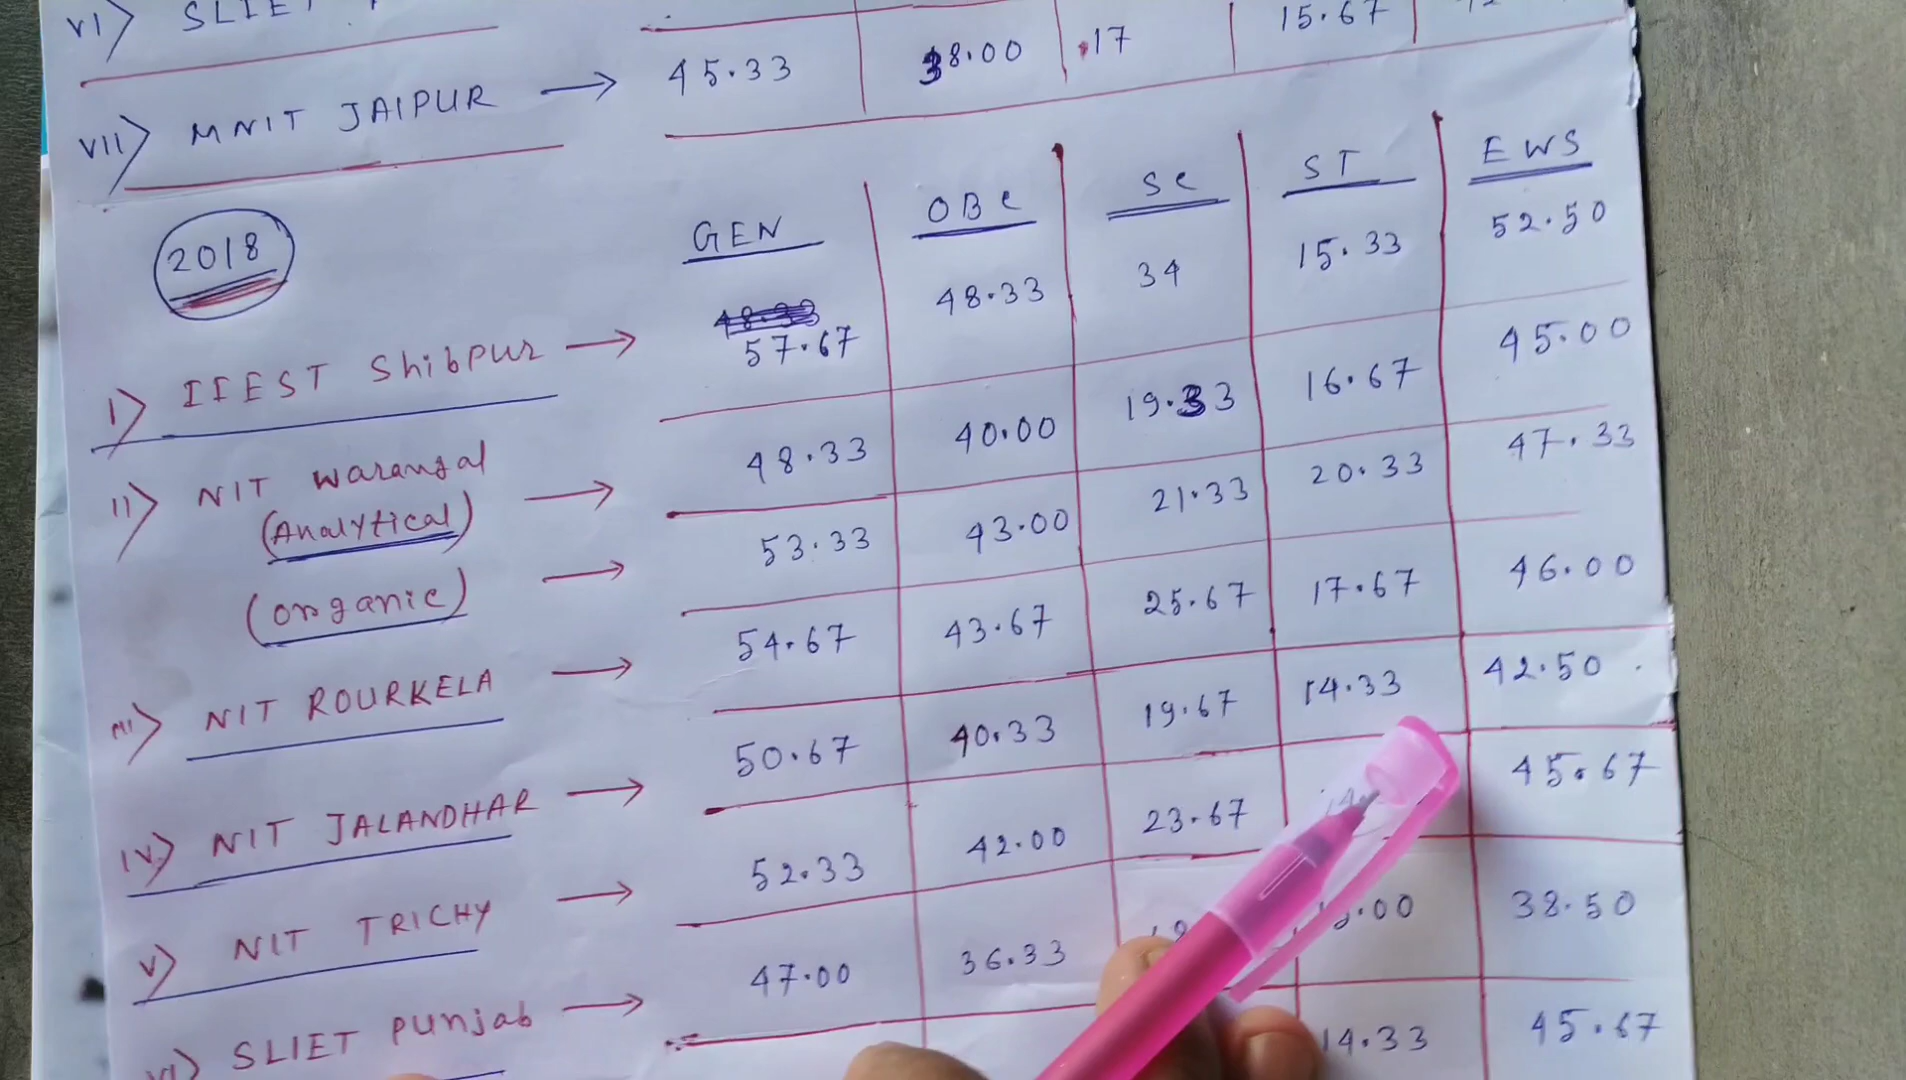 VI) SLIET
15.67
VII) MNIT JAIPUR → 45.33 38.00 .17
2018 GEN OBC SC ST EWS
I) IIEST Shibpur → 57.67 48.33 34 15.33 52.50
II) NIT Warangal
(Analytical) → 48.33 40.00 19.33 16.67 45.00
(organic) → 53.33 43.00 21.33 20.33 47.33
III) NIT ROURKELA → 54.67 43.67 25.67 17.67 46.00
IV) NIT JALANDHAR → 50.67 40.33 19.67 14.33 42.50
V) NIT TRICHY → 52.33 42.00 23.67 45.67
VI) SLIET punjab → 47.00 36.33 38.50
14.33 45.67